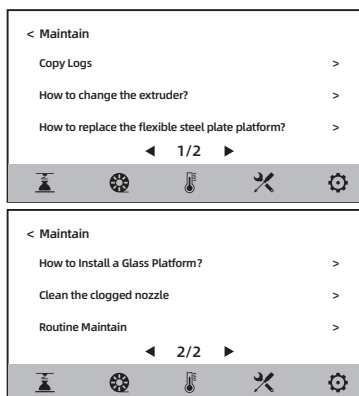 < Maintain
Copy Logs >
How to change the extruder? >
How to replace the flexible steel plate platform? >
◀ 1/2 ▶
< Maintain
How to Install a Glass Platform? >
Clean the clogged nozzle >
Routine Maintain >
◀ 2/2 ▶